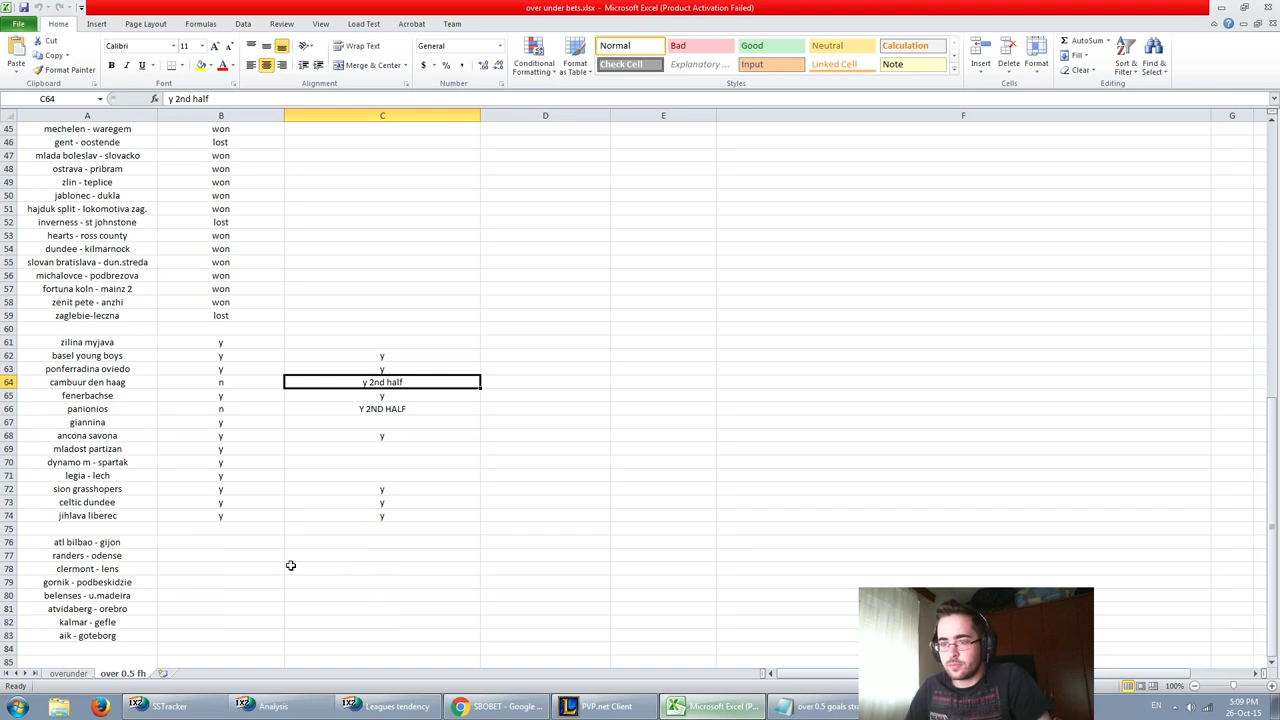 over under bets.xlsx - Microsoft Excel (Product Activation Failed)
File Home Insert Page Layout Formulas Data Review View Load Test Acrobat Team
Paste Cut Copy Format Painter Clipboard
Calibri 11 B I U A Font
Wrap Text Merge & Center Alignment
General $ % , Number
Conditional Formatting Format as Table
Normal Bad Good Neutral Calculation
Check Cell Explanatory ... Input Linked Cell Note
Styles
Insert Delete Format Cells
AutoSum Fill Clear Sort & Filter Find & Select Editing
C64 fx y 2nd half
A B C D E F G
45 mechelen - waregem won
46 gent - oostende lost
47 mlada boleslav - slovacko won
48 ostrava - pribram won
49 zlin - teplice won
50 jablonec - dukla won
51 hajduk split - lokomotiva zag. won
52 inverness - st johnstone lost
53 hearts - ross county won
54 dundee - kilmarnock won
55 slovan bratislava - dun.streda won
56 michalovce - podbrezova won
57 fortuna koln - mainz 2 won
58 zenit pete - anzhi won
59 zaglebie-leczna lost
60
61 zilina myjava y
62 basel young boys y y
63 ponferradina oviedo y y
64 cambuur den haag n y 2nd half
65 fenerbachse y y
66 panionios n Y 2ND HALF
67 giannina y
68 ancona savona y y
69 mladost partizan y
70 dynamo m - spartak y
71 legia - lech y
72 sion grasshopers y y
73 celtic dundee y y
74 jihlava liberec y y
75
76 atl bilbao - gijon
77 randers - odense
78 clermont - lens
79 gornik - podbeskidzie
80 belenses - u.madeira
81 atvidaberg - orebro
82 kalmar - gefle
83 aik - goteborg
84
85
overunder over 0.5 fh
Ready 100%
SSTracker Analysis Leagues tendency SBOBET - Google ... PVP.net Client Microsoft Excel (P... over 0.5 goals stra EN 5:09 PM
26-Oct-15